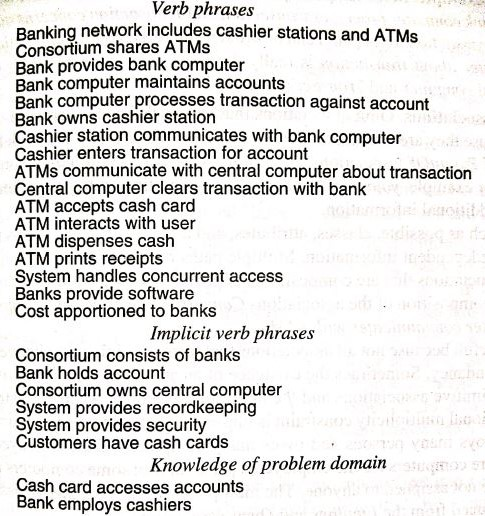 Verb phrases
Banking network includes cashier stations and ATMs
Consortium shares ATMs
Bank provides bank computer
Bank computer maintains accounts
Bank computer processes transaction against account
Bank owns cashier station
Cashier station communicates with bank computer
Cashier enters transaction for account
ATMs communicate with central computer about transaction
Central computer clears transaction with bank
ATM accepts cash card
ATM interacts with user
ATM dispenses cash
ATM prints receipts
System handles concurrent access
Banks provide software
Cost apportioned to banks
Implicit verb phrases
Consortium consists of banks
Bank holds account
Consortium owns central computer
System provides recordkeeping
System provides security
Customers have cash cards
Knowledge of problem domain
Cash card accesses accounts
Bank employs cashiers